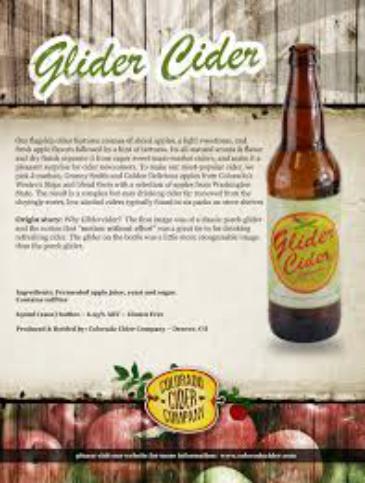 Glider Cider
Our flagship cider features aromas of sliced apples, a light sweetness, and
fresh apple flavors followed by a hint of tartness. Its all-natural aroma & flavor
and dry finish separate it from super sweet mass-market ciders, and make it a
pleasant surprise for cider newcomers. To make our most-popular cider, we
pick Jonathan, Granny Smith and Golden Delicious apples from Colorado's
Western Slope and blend them with a selection of apples from Washington
State. The result is a complex but easy drinking cider far removed from the
cloyingly sweet, low alcohol ciders typically found in six packs on store shelves
Origin story: Why Glider cider? The first image was of a classic porch glider
and the notion that "motion without effort" was a great tie to for drinking
refreshing cider. The glider on the bottle was a little more recognizable image
than the porch glider.
Ingredients: Fermented apple juice, yeast and sugar.
Contains sulfites
Gluten Free
Produced & Bottled by: Colorado Cider Company – Denver, CO
Glider
Cider
COLORADO
CIDER
COMPANY
please visit our website for more information: www.coloradocider.com